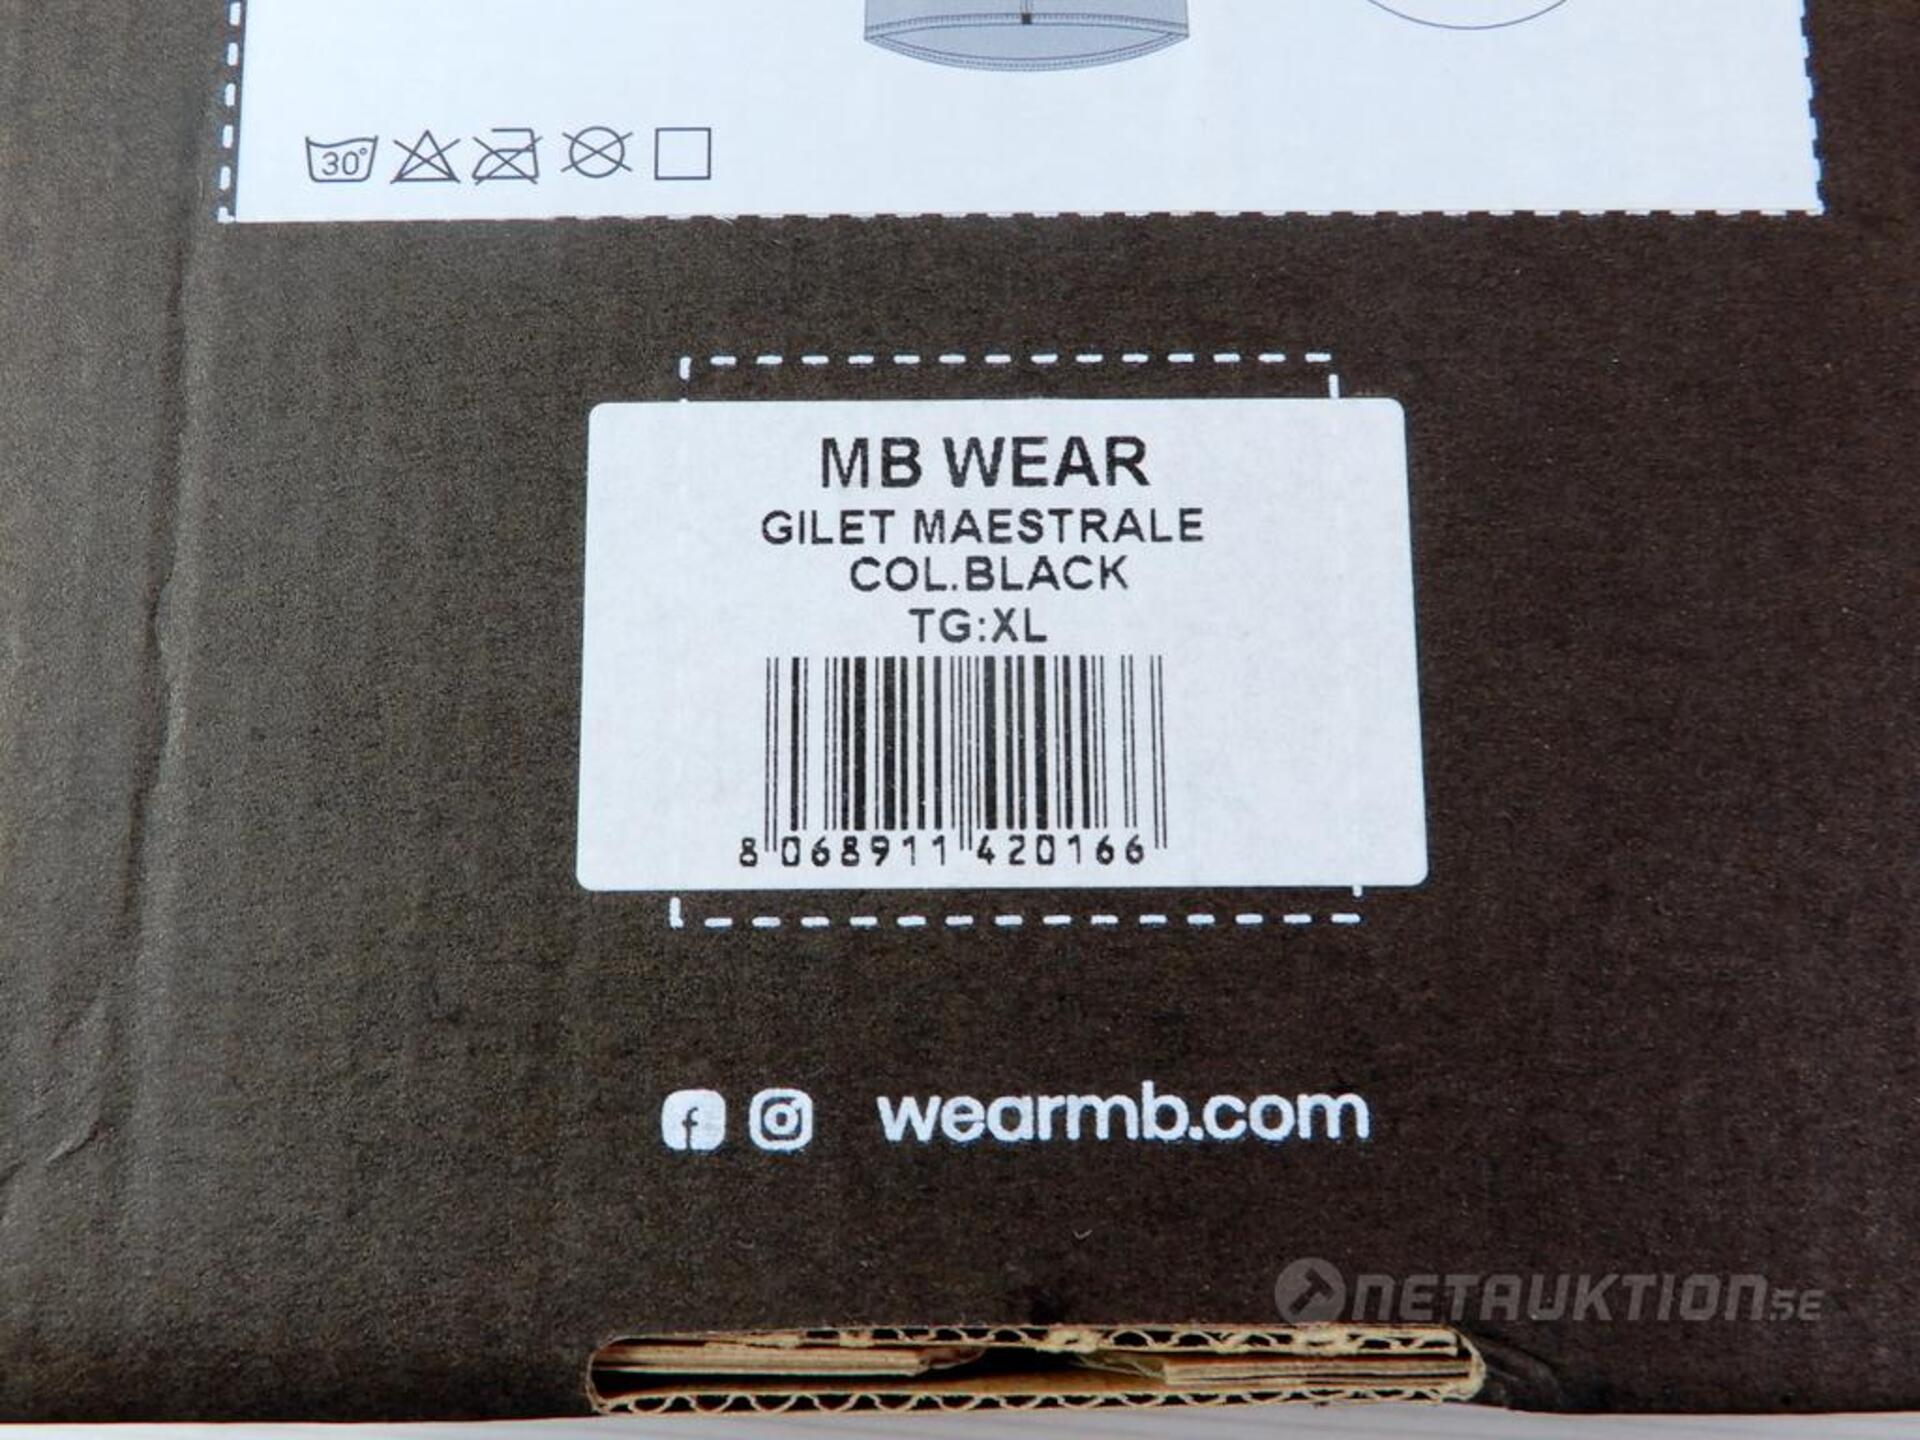 30°
MB WEAR
GILET MAESTRALE
COL.BLACK
TG:XL
8 068911 420166
wearmb.com
NETAUKTION.SE